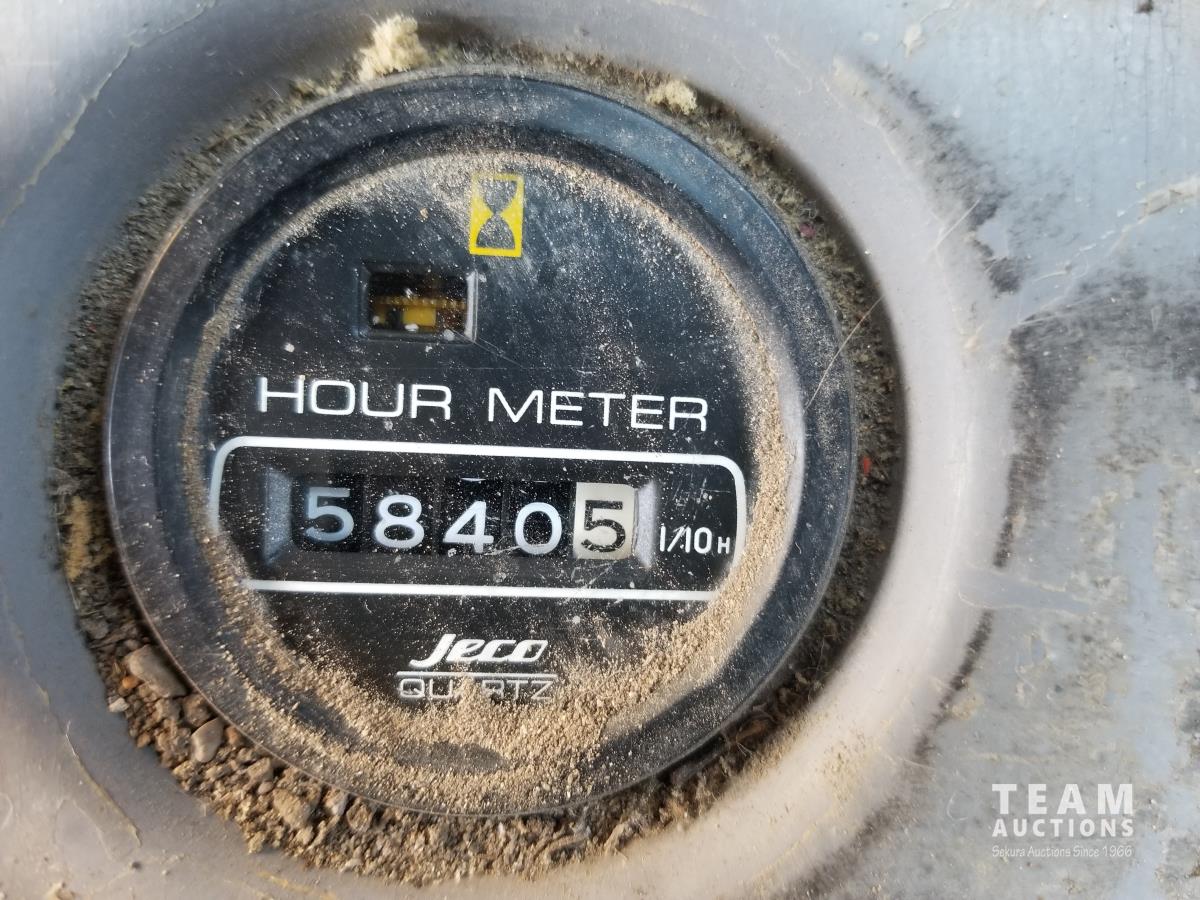 HOUR METER
58405 1/10H
Jeco
QUARTZ
TEAM
AUCTIONS
Sekura Auctions Since 1966